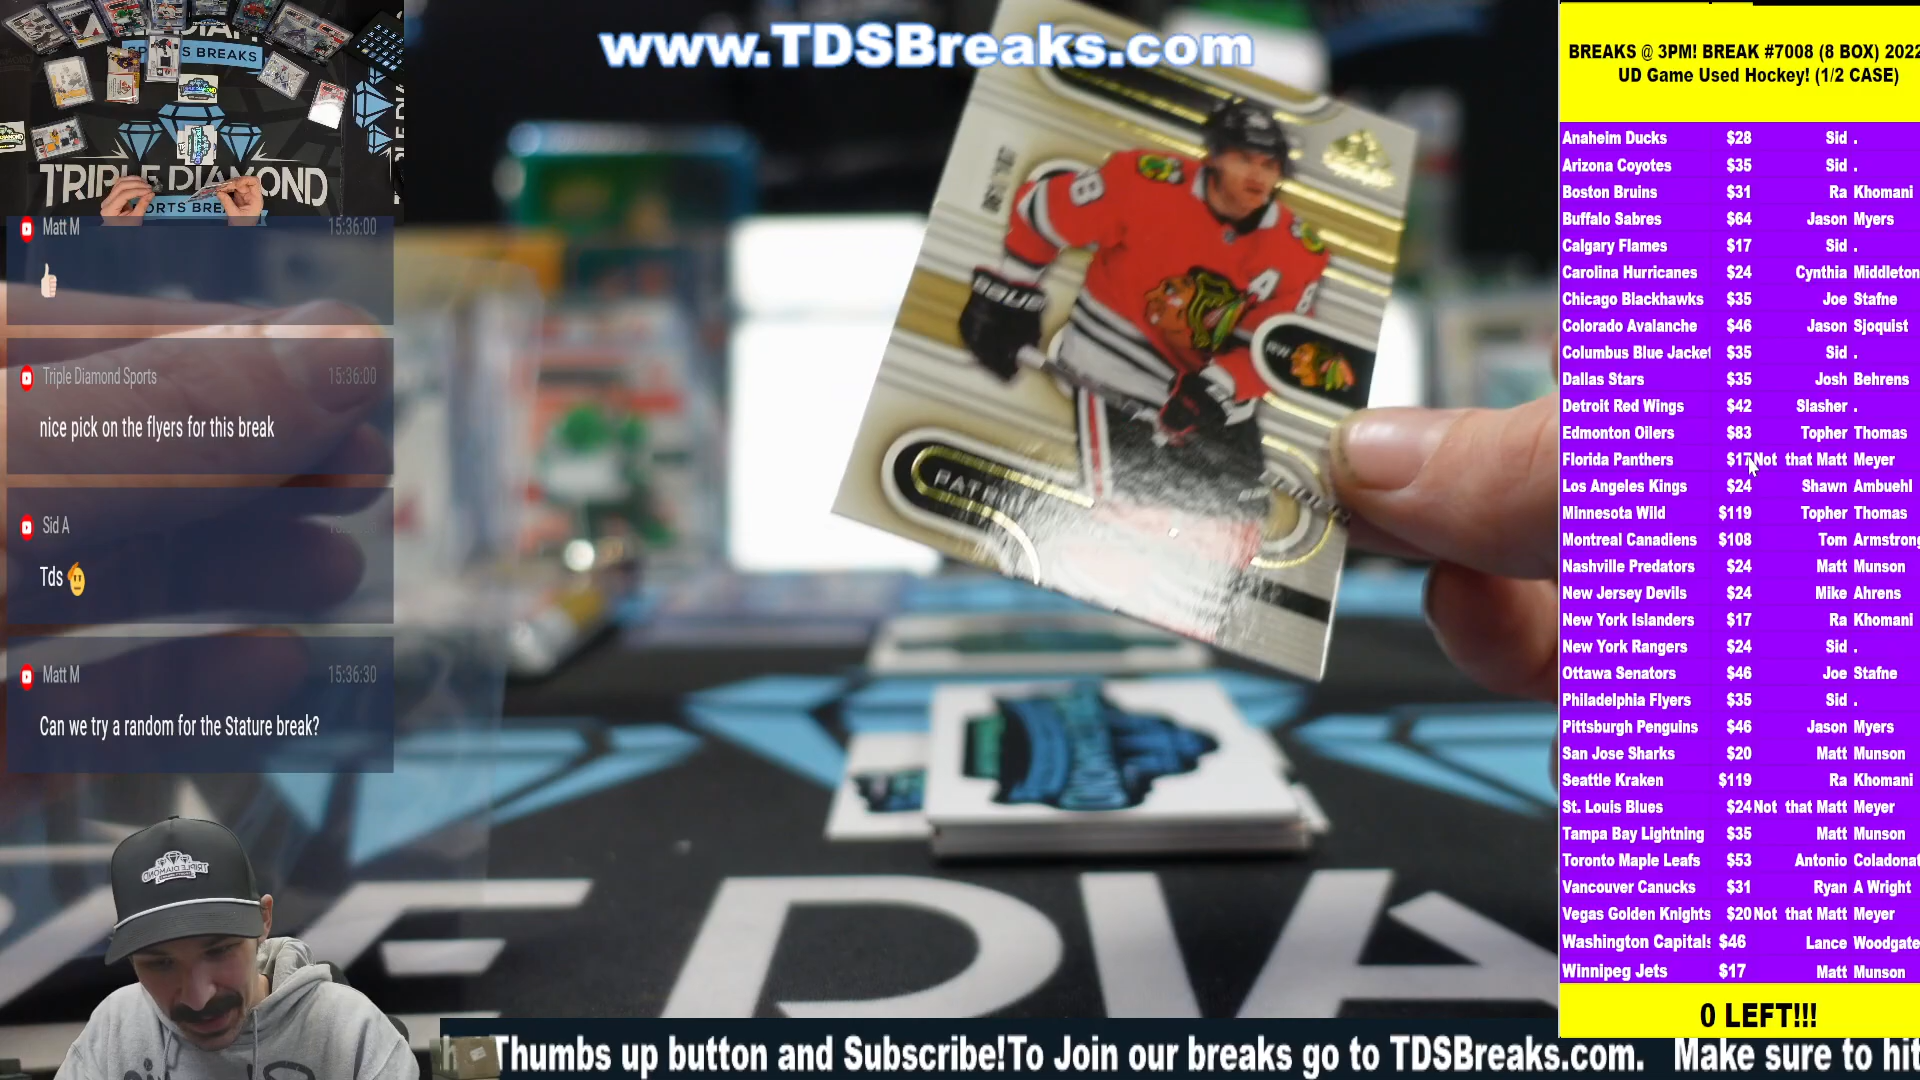 www.TDSBreaks.com
S BREAKS
TRIPLE DIAMOND
ORTS BRE
Matt M 15:36:00
👍🏻
Triple Diamond Sports 15:36:00
nice pick on the flyers for this break
Sid A
Tds 🫡
Matt M 15:36:30
Can we try a random for the Stature break?
A
RW
PATRI
BREAKS @ 3PM! BREAK #7008 (8 BOX) 2022
UD Game Used Hockey! (1/2 CASE)
Anaheim Ducks $28 Sid .
Arizona Coyotes $35 Sid .
Boston Bruins $31 Ra Khomani
Buffalo Sabres $64 Jason Myers
Calgary Flames $17 Sid .
Carolina Hurricanes $24 Cynthia Middleton
Chicago Blackhawks $35 Joe Stafne
Colorado Avalanche $46 Jason Sjoquist
Columbus Blue Jacket $35 Sid .
Dallas Stars $35 Josh Behrens
Detroit Red Wings $42 Slasher .
Edmonton Oilers $83 Topher Thomas
Florida Panthers $17 Not that Matt Meyer
Los Angeles Kings $24 Shawn Ambuehl
Minnesota Wild $119 Topher Thomas
Montreal Canadiens $108 Tom Armstrong
Nashville Predators $24 Matt Munson
New Jersey Devils $24 Mike Ahrens
New York Islanders $17 Ra Khomani
New York Rangers $24 Sid .
Ottawa Senators $46 Joe Stafne
Philadelphia Flyers $35 Sid .
Pittsburgh Penguins $46 Jason Myers
San Jose Sharks $20 Matt Munson
Seattle Kraken $119 Ra Khomani
St. Louis Blues $24 Not that Matt Meyer
Tampa Bay Lightning $35 Matt Munson
Toronto Maple Leafs $53 Antonio Coladonat
Vancouver Canucks $31 Ryan A Wright
Vegas Golden Knights $20 Not that Matt Meyer
Washington Capitals $46 Lance Woodgate
Winnipeg Jets $17 Matt Munson
0 LEFT!!!
Thumbs up button and Subscribe!To Join our breaks go to TDSBreaks.com. Make sure to hit